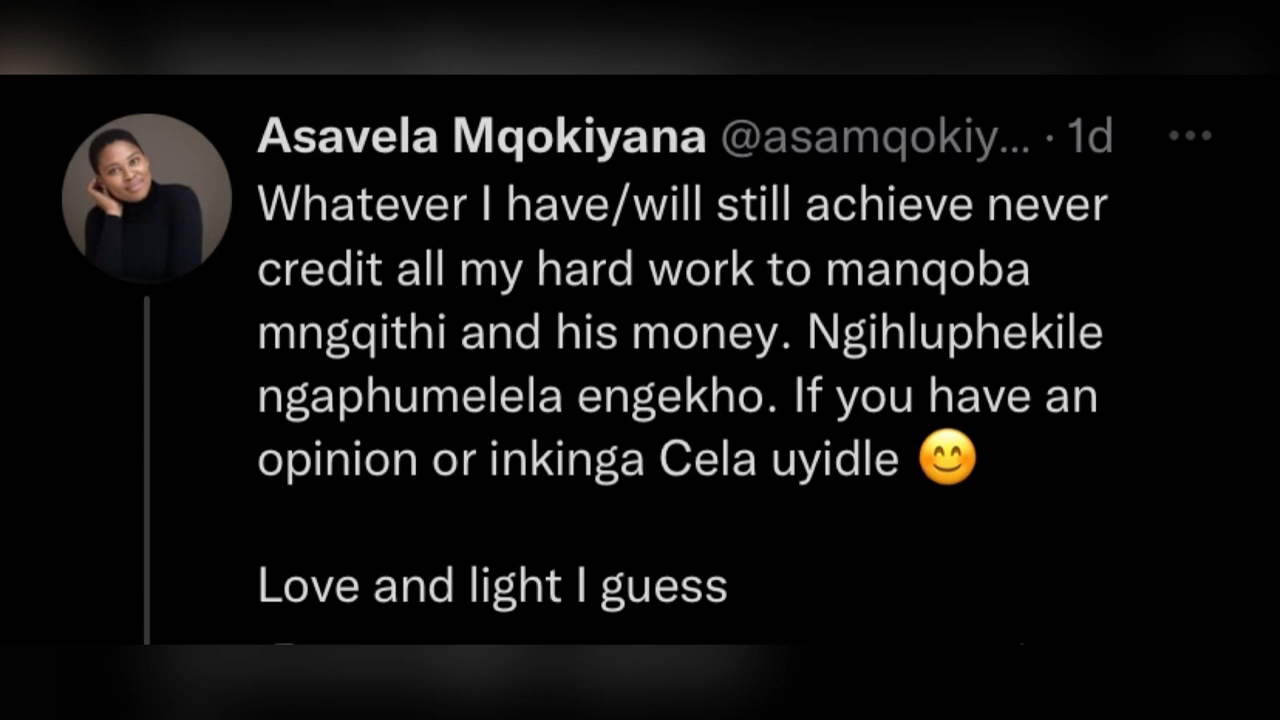 Asavela Mqokiyana @asamqokiy... · 1d
Whatever I have/will still achieve never
credit all my hard work to manqoba
mngqithi and his money. Ngihluphekile
ngaphumelela engekho. If you have an
opinion or inkinga Cela uyidle 😊
Love and light I guess